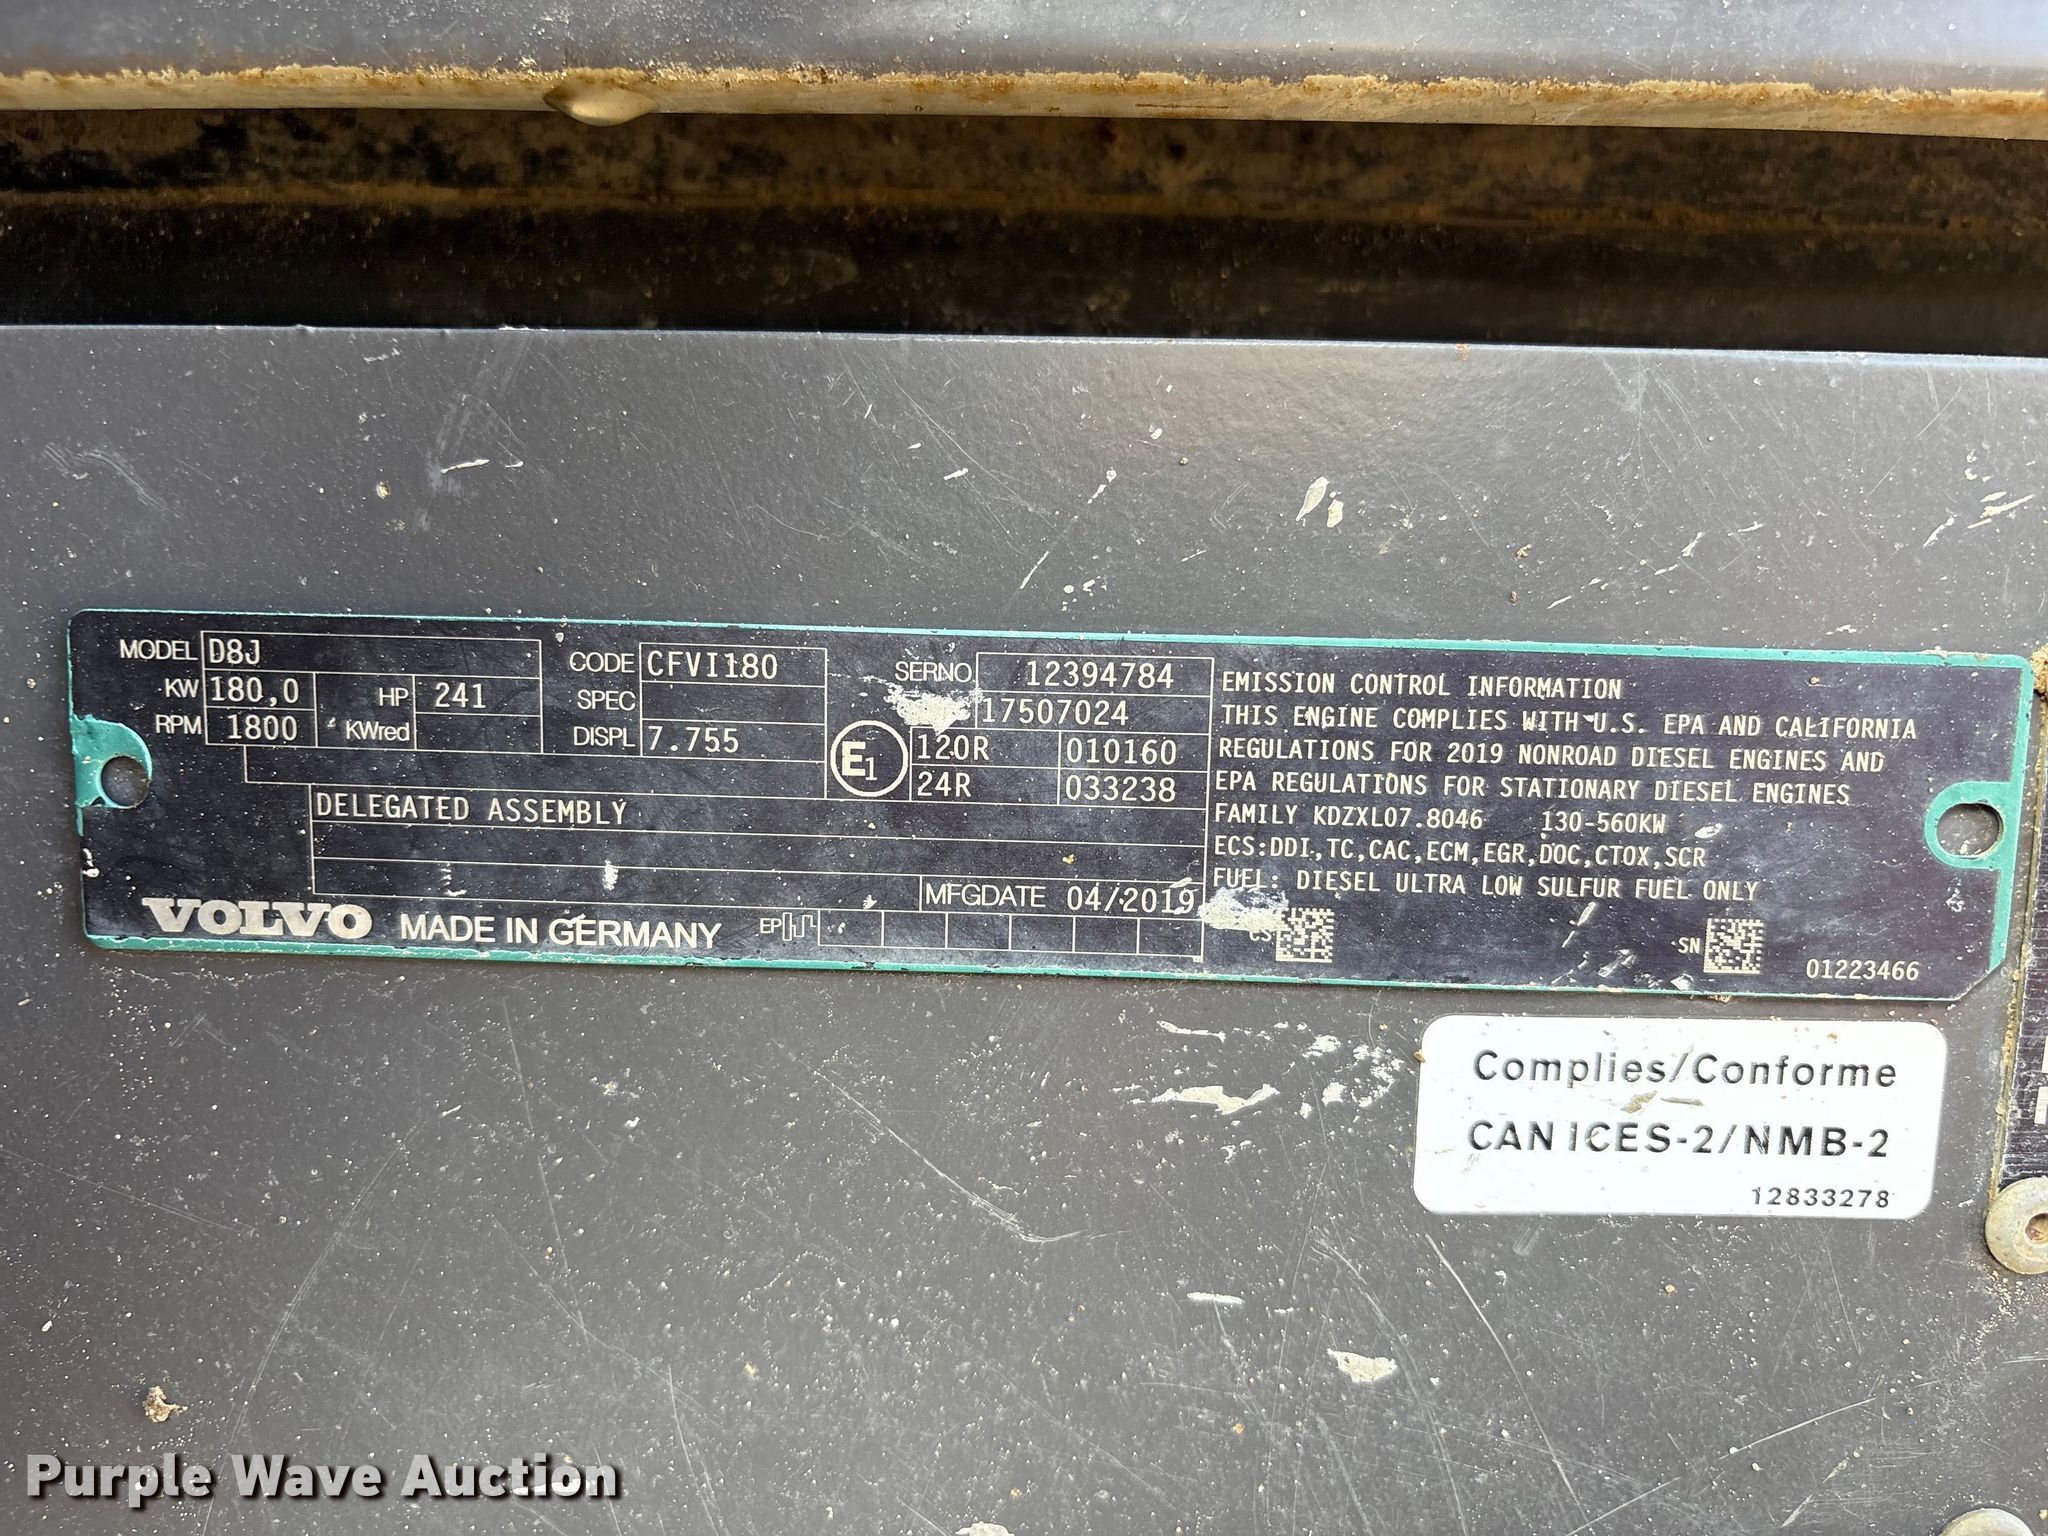 MODEL D8J
KW 180,0 HP 241
RPM 1800 KWred
CODE CFVI180
SPEC
DISPL 7.755
SERNO 12394784
17507024
E1 120R 010160
24R 033238
DELEGATED ASSEMBLY
MFGDATE 04/2019
VOLVO MADE IN GERMANY EP
EMISSION CONTROL INFORMATION
THIS ENGINE COMPLIES WITH U.S. EPA AND CALIFORNIA
REGULATIONS FOR 2019 NONROAD DIESEL ENGINES AND
EPA REGULATIONS FOR STATIONARY DIESEL ENGINES
FAMILY KDZXL07.8046 130-560KW
ECS:DDI,TC,CAC,ECM,EGR,DOC,CTOX,SCR
FUEL: DIESEL ULTRA LOW SULFUR FUEL ONLY
CS SN 01223466
Complies/Conforme
CAN ICES-2/NMB-2
12833278
Purple Wave Auction